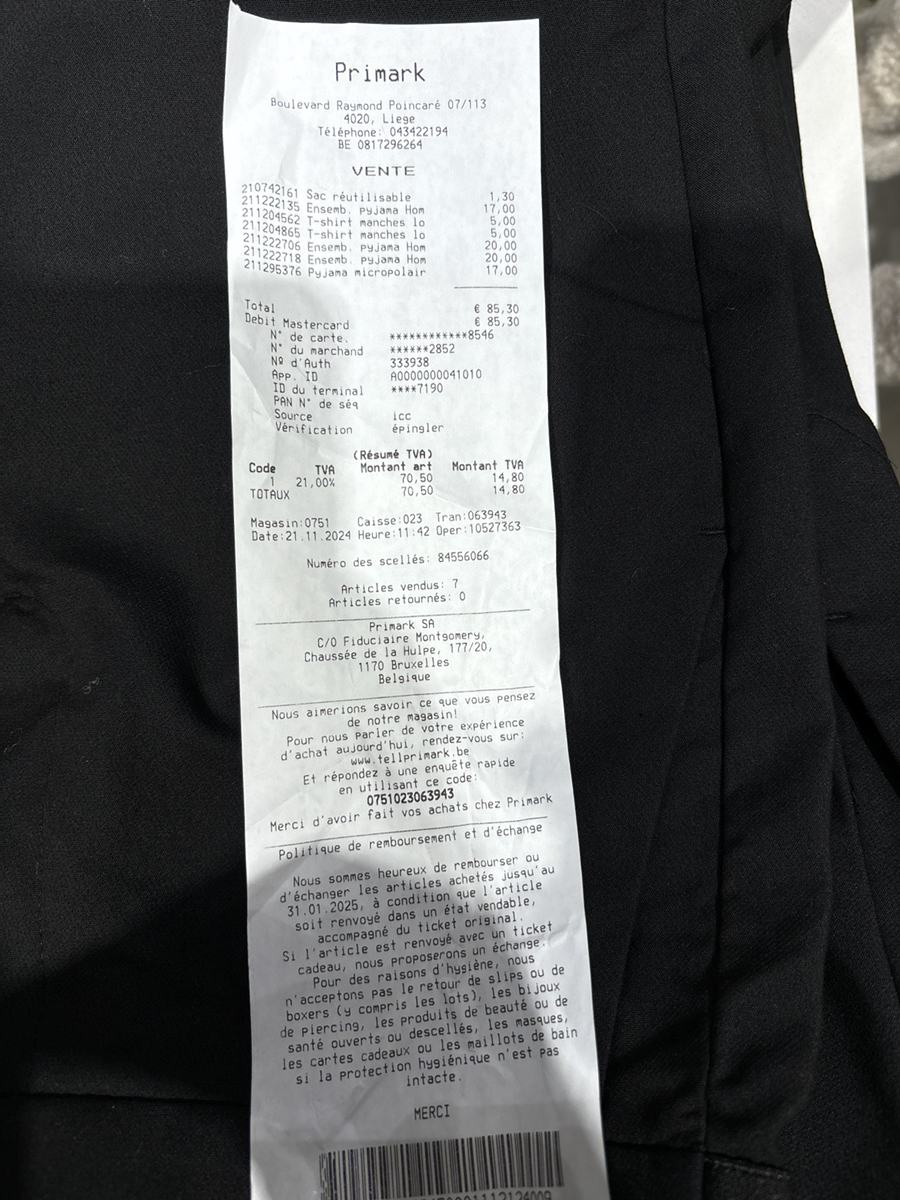 Primark
Boulevard Raymond Poincaré 07/113
4020, Liege
Téléphone: 043422194
BE 0817296264
VENTE
210742161 Sac réutilisable 1,30
211222135 Ensemb. pyjama Hom 17,00
211204562 T-shirt manches lo 5,00
211204865 T-shirt manches lo 5,00
211222706 Ensemb. pyjama Hom 20,00
211222718 Ensemb. pyjama Hom 20,00
211295376 Pyjama micropolair 17,00
Total € 85,30
Debit Mastercard € 85,30
N° de carte. ************8546
N° du marchand ******2852
Nº d'Auth 333938
App. ID A0000000041010
ID du terminal ****7190
PAN N° de séq
Source icc
Vérification épingler
(Résumé TVA)
Code TVA Montant art Montant TVA
1 21,00% 70,50 14,80
TOTAUX 70,50 14,80
Magasin:0751 Caisse:023 Tran:063943
Date:21.11.2024 Heure:11:42 Oper:10527363
Numéro des scellés: 84556066
Articles vendus: 7
Articles retournés: 0
Primark SA
C/O Fiduciaire Montgomery,
Chaussée de la Hulpe, 177/20,
1170 Bruxelles
Belgique
Nous aimerions savoir ce que vous pensez
de notre magasin!
Pour nous parler de votre expérience
d'achat aujourd'hui, rendez-vous sur:
www.tellprimark.be
Et répondez à une enquête rapide
en utilisant ce code:
0751023063943
Merci d'avoir fait vos achats chez Primark
Politique de remboursement et d'échange
Nous sommes heureux de rembourser ou
d'échanger les articles achetés jusqu'au
31.01.2025, à condition que l'article
soit renvoyé dans un état vendable,
accompagné du ticket original.
Si l'article est renvoyé avec un ticket
cadeau, nous proposerons un échange.
Pour des raisons d'hygiène, nous
n'acceptons pas le retour de slips ou de
boxers (y compris les lots), les bijoux
de piercing, les produits de beauté ou de
santé ouverts ou descellés, les masques,
les cartes cadeaux ou les maillots de bain
si la protection hygiénique n'est pas
intacte.
MERCI